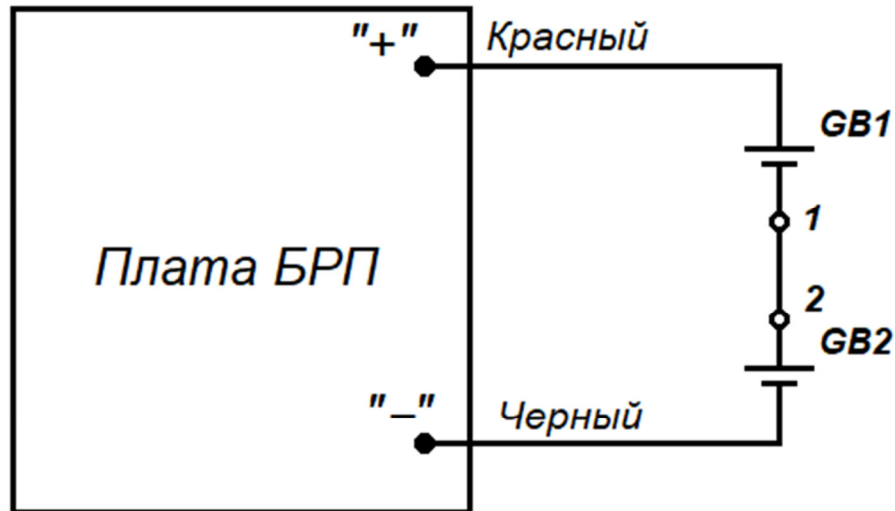 "+"
Красный
GB1
1
Плата БРП
2
GB2
"–"
Черный